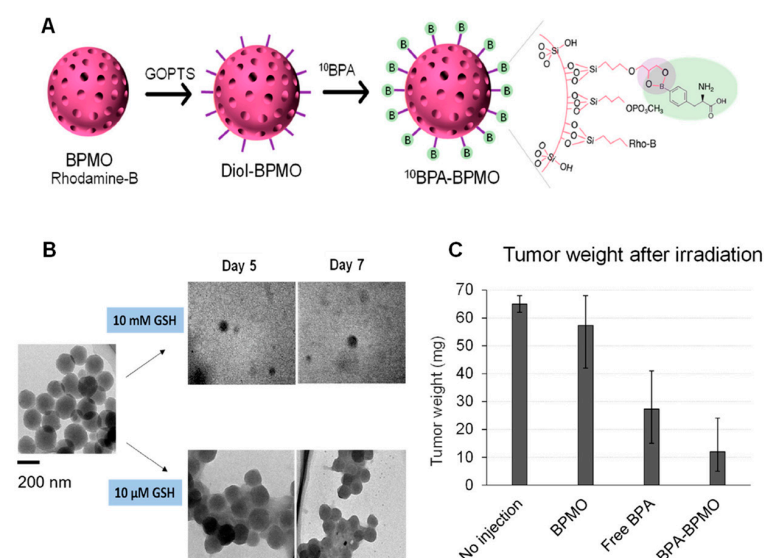 A
GOPTS
¹⁰BPA
BPMO
Rhodamine-B
Diol-BPMO
¹⁰BPA-BPMO
B B B B B B B B B B B B B B
Si OH
O O O
O O O Si O O O B NH₂ OH O
O O O Si OPO₃CH₃
O O O Si Rho-B
O O Si OH
B
Day 5
Day 7
10 mM GSH
10 µM GSH
200 nm
C
Tumor weight after irradiation
Tumor weight (mg)
70
60
50
40
30
20
10
0
No injection
BPMO
Free BPA
BPA-BPMO